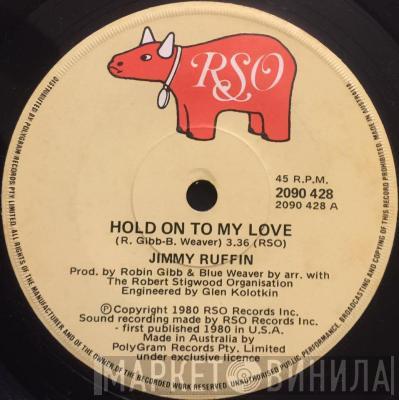 RSO
45 R.P.M.
2090 428
2090 428 A
HOLD ON TO MY LOVE
(R. Gibb-B. Weaver) 3.36 (RSO)
JIMMY RUFFIN
Prod. by Robin Gibb & Blue Weaver by arr. with
The Robert Stigwood Organisation
Engineered by Glen Kolotkin
Ⓟ Copyright 1980 RSO Records Inc.
Sound recording made by RSO Records Inc.
- first published 1980 in U.S.A.
Made in Australia by
PolyGram Records Pty. Limited
under exclusive licence
DISTRIBUTED BY POLYGRAM RECORDS PTY. LIMITED. ALL RIGHTS OF THE MANUFACTURER AND OF THE OWNER OF THE RECORDED WORK RESERVED. UNAUTHORISED PUBLIC PERFORMANCE, BROADCASTING AND COPYING OF THIS RECORD PROHIBITED. MADE IN AUSTRALIA
МАРКЕТ ВИНИЛА